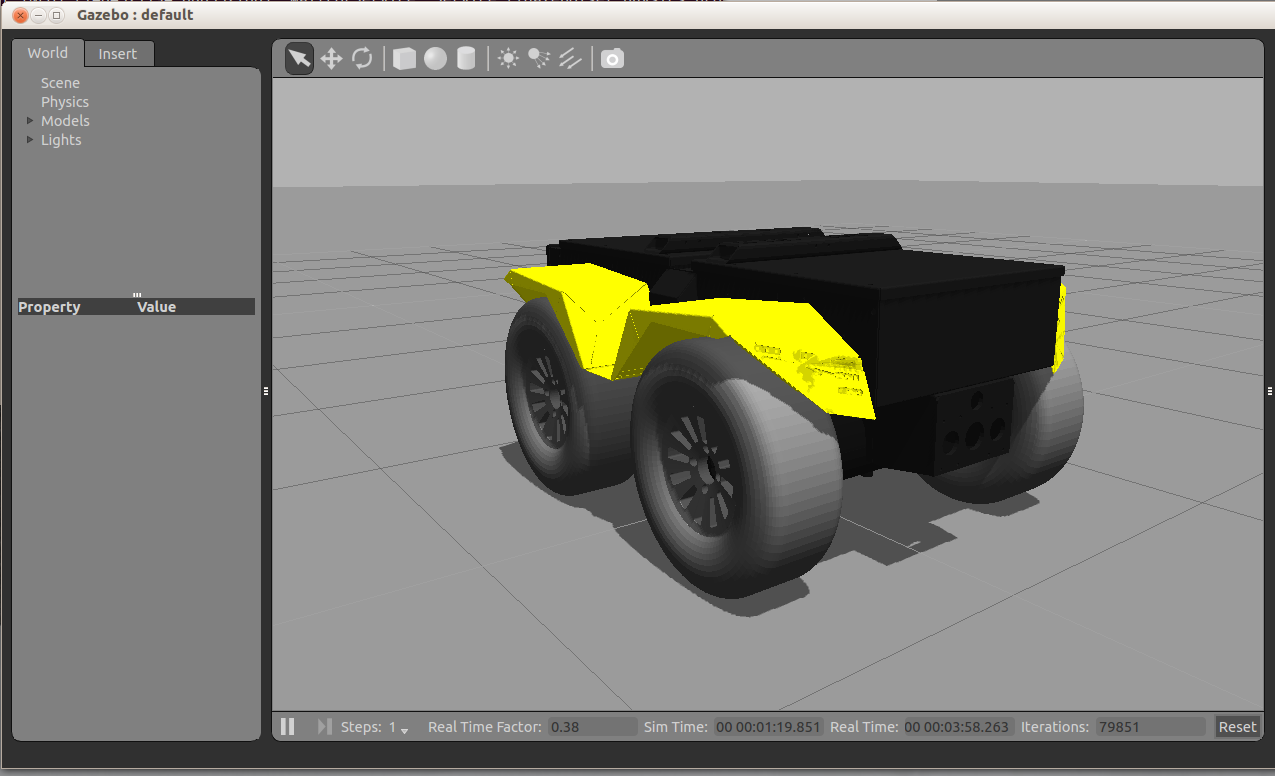 Gazebo : default
World Insert
Scene
Physics
Models
Lights
Property Value
Steps: 1 Real Time Factor: 0.38 Sim Time: 00 00:01:19.851 Real Time: 00 00:03:58.263 Iterations: 79851 Reset